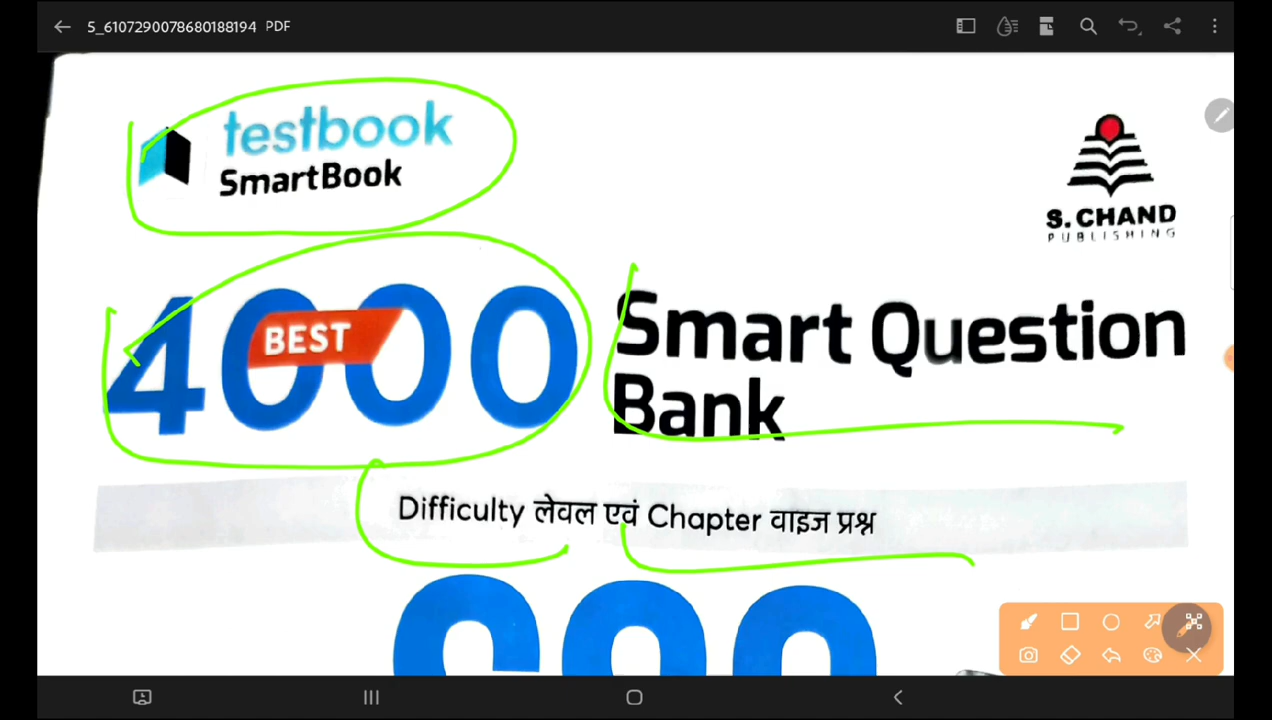 5_6107290078680188194 PDF
testbook
SmartBook
S.CHAND
PUBLISHING
4000
BEST
Smart Question
Bank
Difficulty लेवल एवं Chapter वाइज प्रश्न